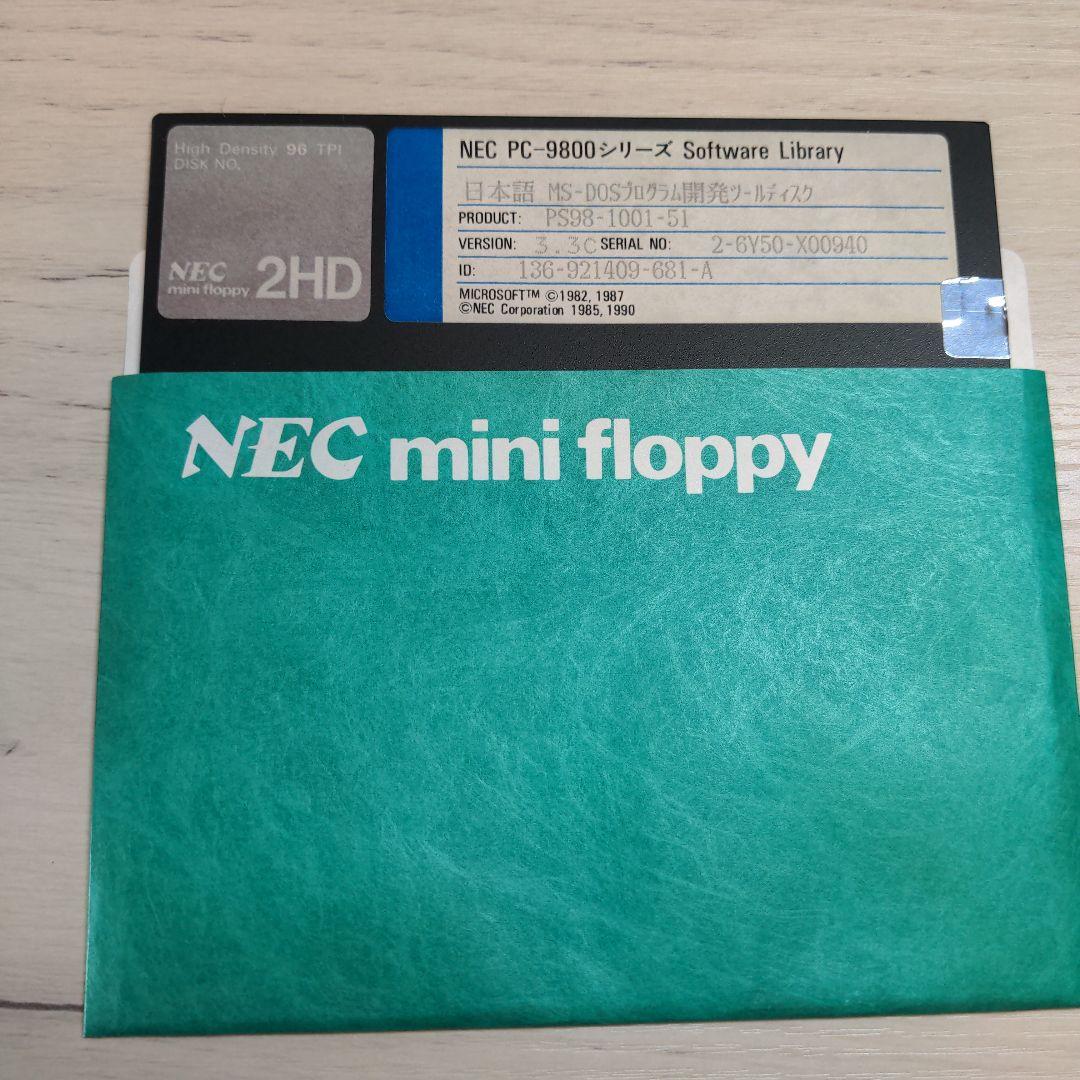 High Density 96 TPI
DISK NO.
NEC
mini floppy 2HD
NEC PC-9800シリーズ Software Library
日本語 MS-DOSプログラム開発ツールディスク
PRODUCT: PS98-1001-51
VERSION: 3.3C SERIAL NO: 2-6Y50-X00940
ID: 136-921409-681-A
MICROSOFT™ ©1982, 1987
©NEC Corporation 1985, 1990
NEC mini floppy